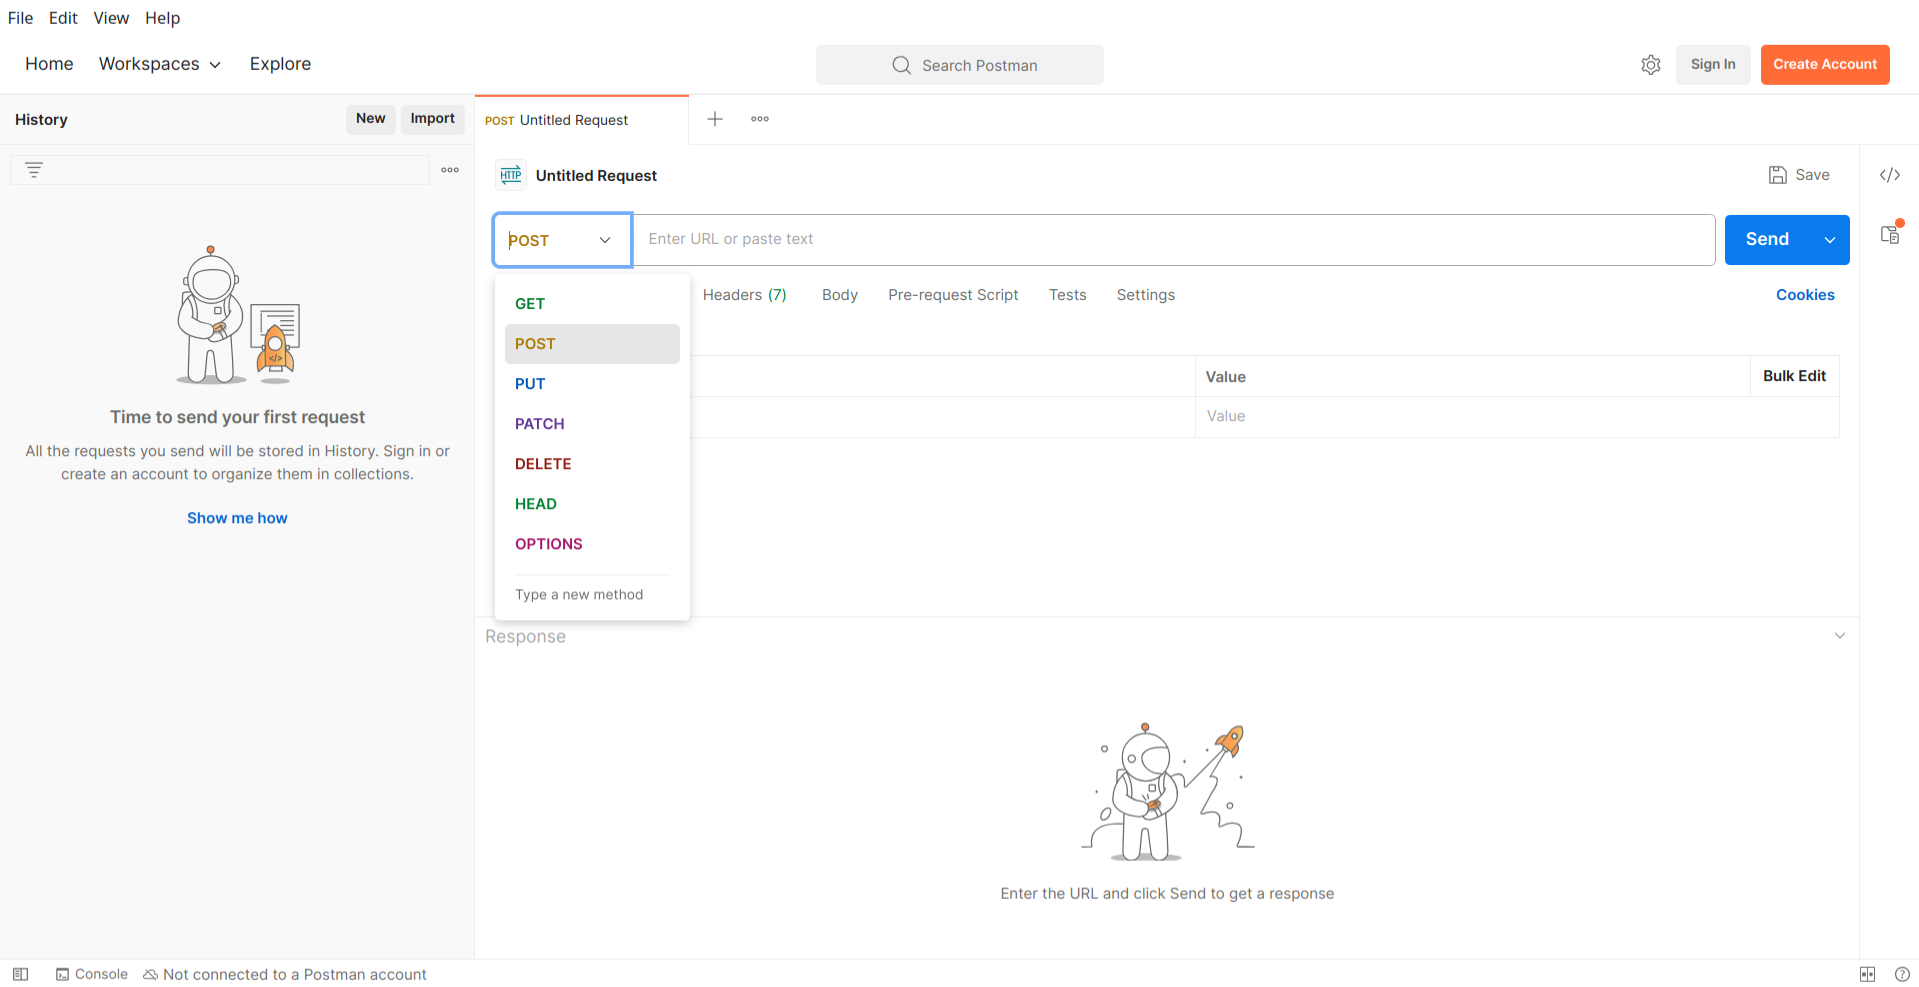 File Edit View Help
Home Workspaces Explore
Search Postman
Sign In
Create Account
History
New
Import
POST Untitled Request
HTTP Untitled Request
Save
</>
POST
Enter URL or paste text
Send
GET
POST
PUT
PATCH
DELETE
HEAD
OPTIONS
Type a new method
Headers (7) Body Pre-request Script Tests Settings
Cookies
Value
Bulk Edit
Value
</>
Time to send your first request
All the requests you send will be stored in History. Sign in or
create an account to organize them in collections.
Show me how
Response
Enter the URL and click Send to get a response
Console
Not connected to a Postman account